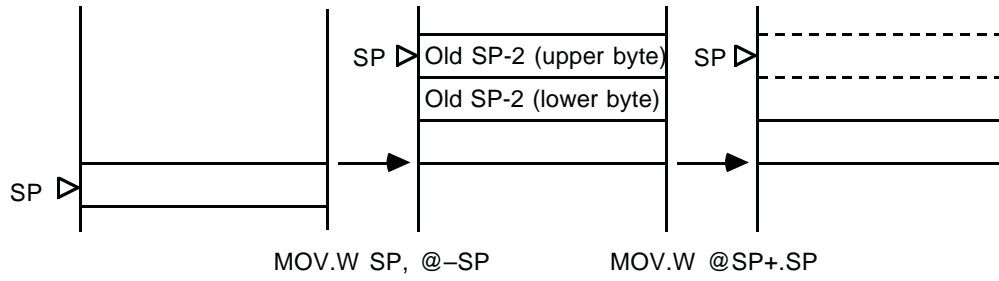 SP
Old SP-2 (upper byte)
SP
Old SP-2 (lower byte)
SP
MOV.W SP, @–SP
MOV.W @SP+.SP